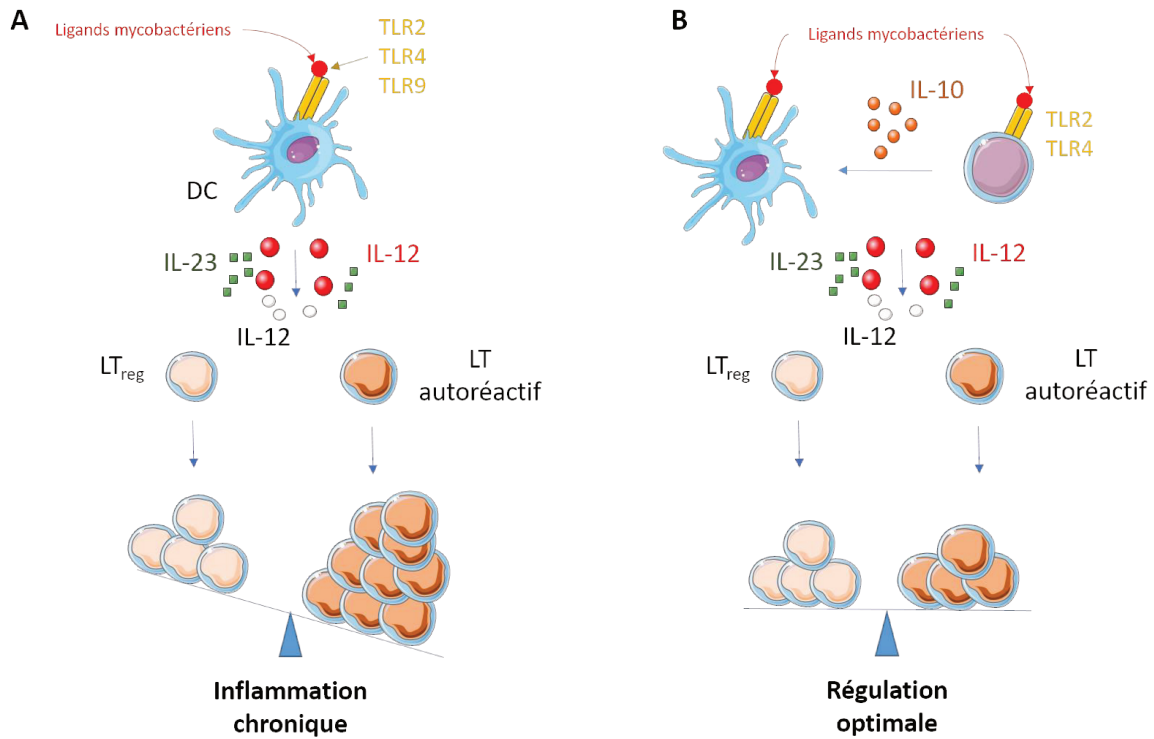 A
Ligands mycobactériens
TLR2
TLR4
TLR9
DC
IL-23
IL-12
IL-12
LTreg
LT
autoréactif
Inflammation
chronique
B
Ligands mycobactériens
IL-10
TLR2
TLR4
IL-23
IL-12
IL-12
LTreg
LT
autoréactif
Régulation
optimale